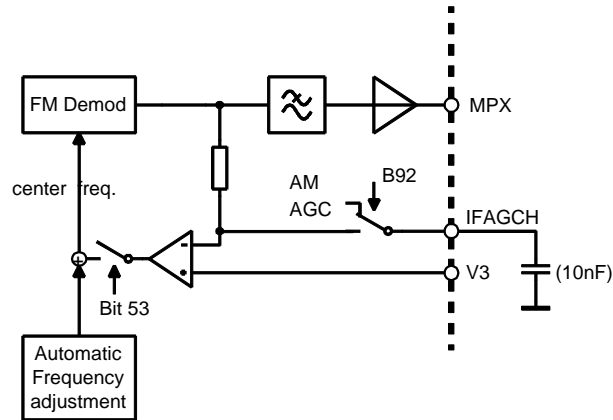 FM Demod
MPX
center freq.
AM
AGC
B92
IFAGCH
V3
(10nF)
Bit 53
Automatic
Frequency
adjustment